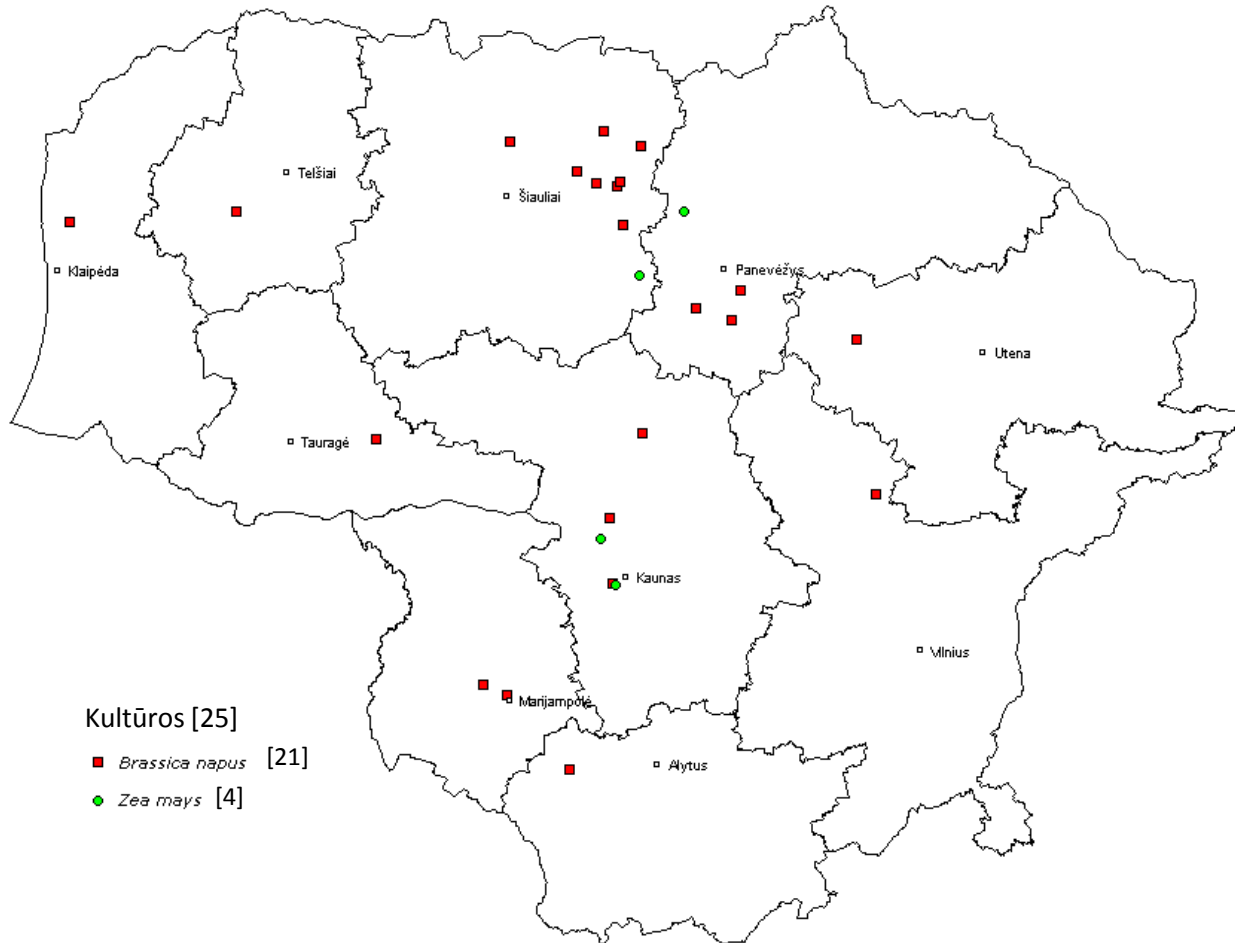 Telšiai
Šiauliai
Klaipėda
Panevėžys
Utena
Tauragė
Kaunas
Vilnius
Marijampolė
Alytus
Kultūros [25]
Brassica napus [21]
Zea mays [4]